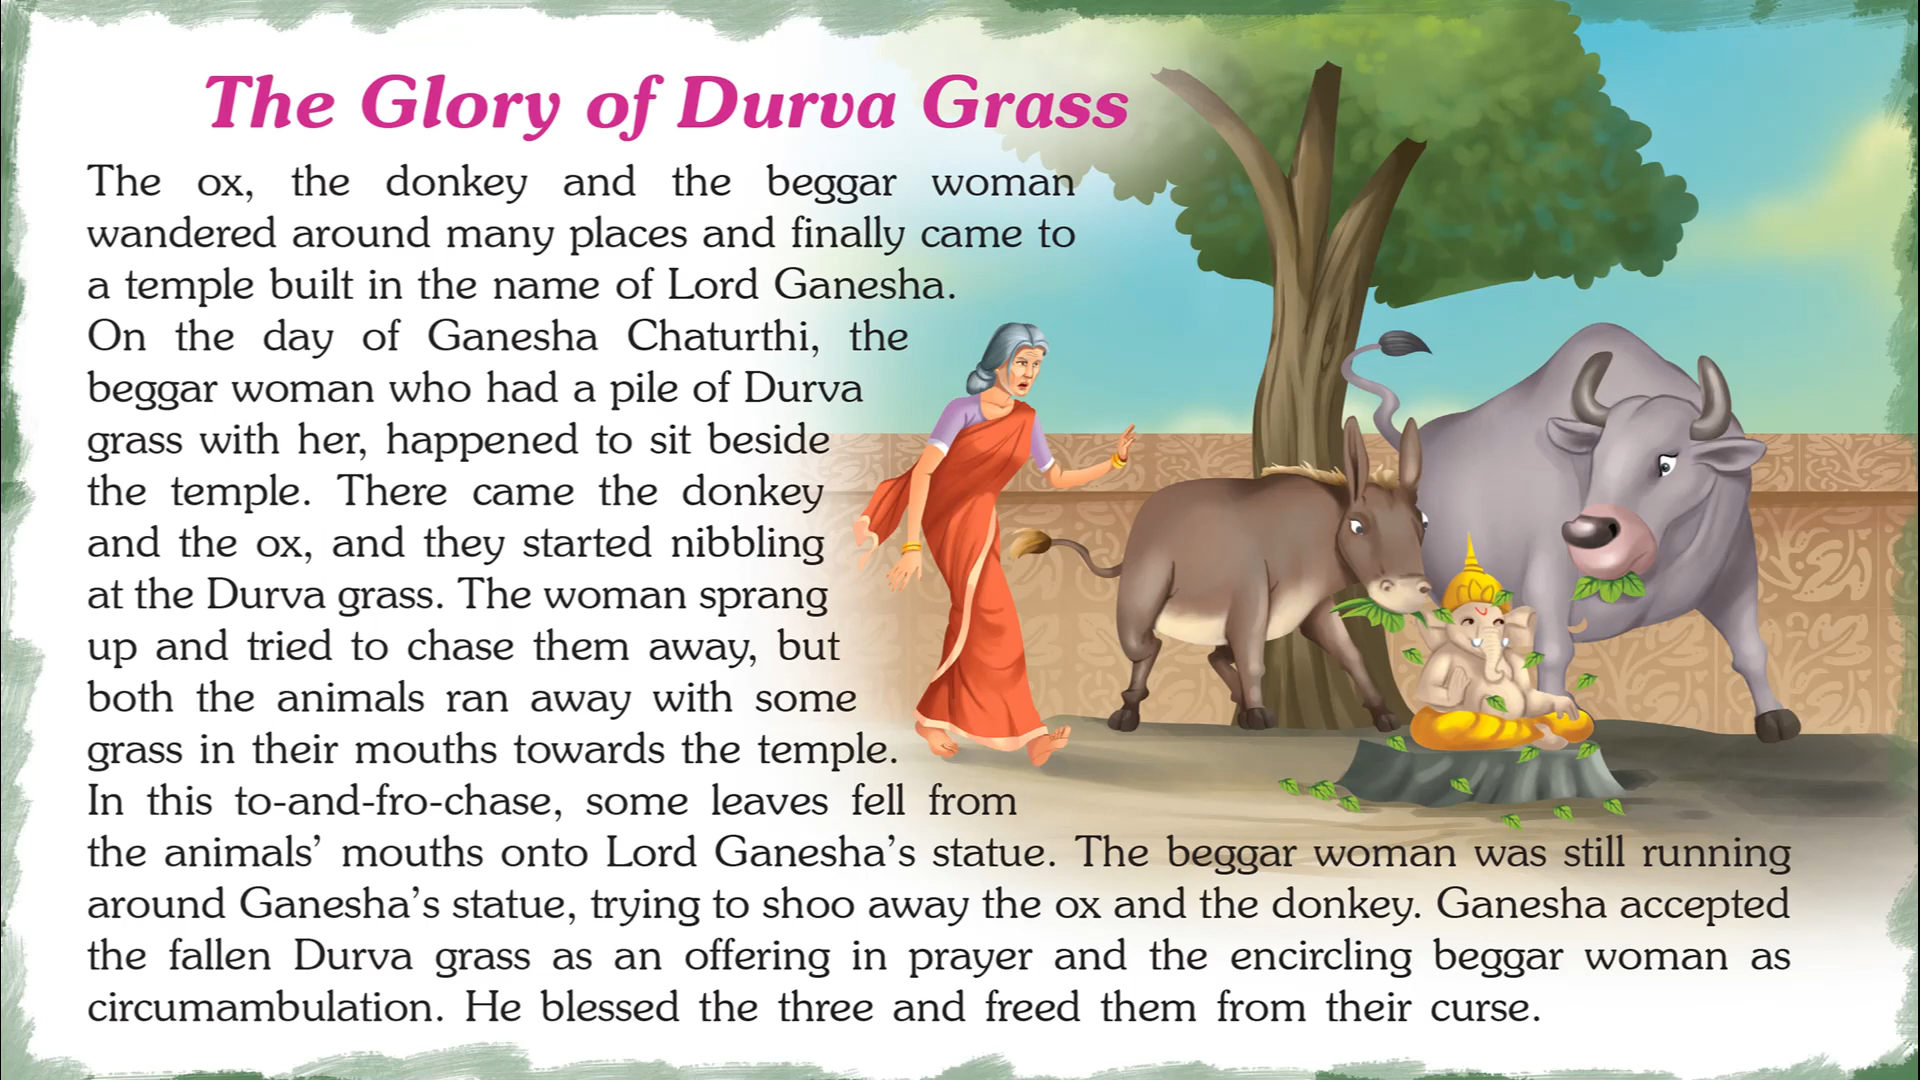 The Glory of Durva Grass
The ox, the donkey and the beggar woman
wandered around many places and finally came to
a temple built in the name of Lord Ganesha.
On the day of Ganesha Chaturthi, the
beggar woman who had a pile of Durva
grass with her, happened to sit beside
the temple. There came the donkey
and the ox, and they started nibbling
at the Durva grass. The woman sprang
up and tried to chase them away, but
both the animals ran away with some
grass in their mouths towards the temple.
In this to-and-fro-chase, some leaves fell from
the animals’ mouths onto Lord Ganesha’s statue. The beggar woman was still running
around Ganesha’s statue, trying to shoo away the ox and the donkey. Ganesha accepted
the fallen Durva grass as an offering in prayer and the encircling beggar woman as
circumambulation. He blessed the three and freed them from their curse.